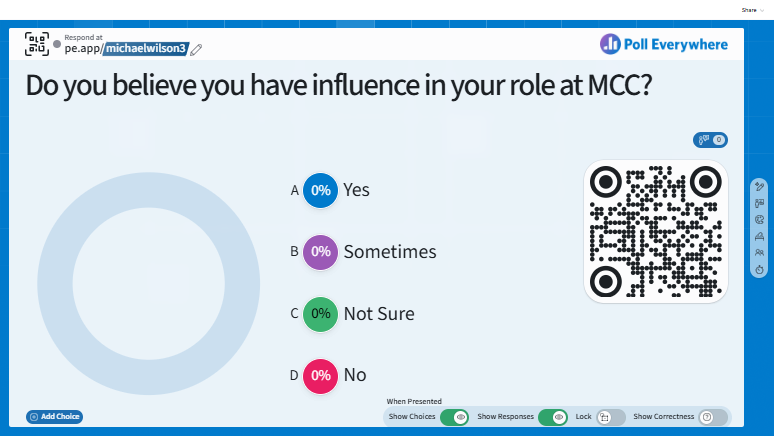 Share
Respond at
pe.app/michaelwilson3
Poll Everywhere
Do you believe you have influence in your role at MCC?
0
A 0% Yes
B 0% Sometimes
C 0% Not Sure
D 0% No
When Presented
Add Choice
Show Choices Show Responses Lock Show Correctness